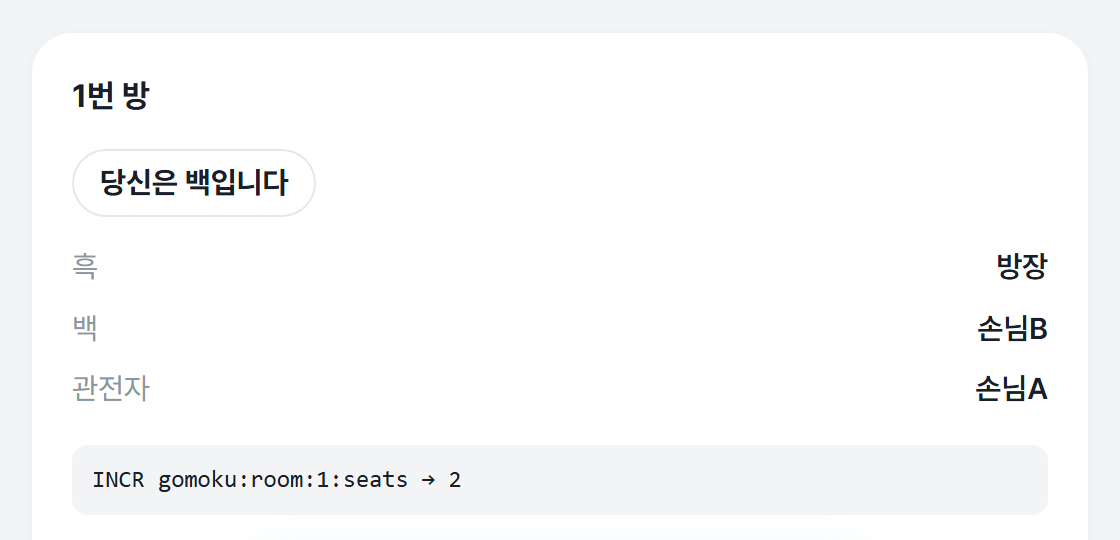 1번 방
당신은 백입니다
흑 방장
백 손님B
관전자 손님A
INCR gomoku:room:1:seats → 2